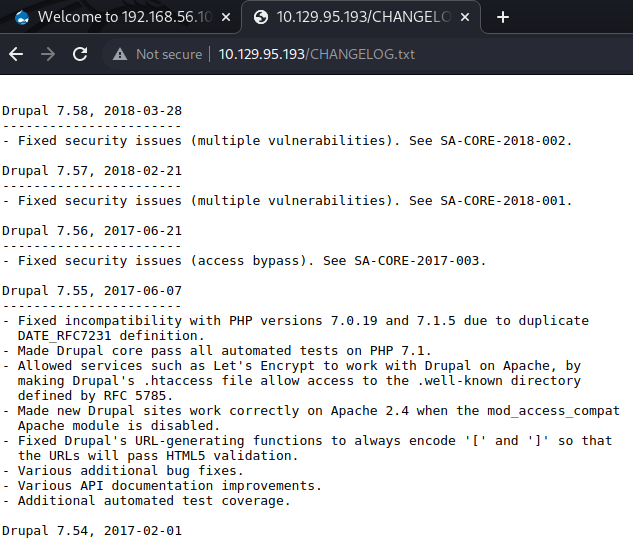 Welcome to 192.168.56.10
10.129.95.193/CHANGELO
Not secure
10.129.95.193/CHANGELOG.txt
Drupal 7.58, 2018-03-28
-----------------------
- Fixed security issues (multiple vulnerabilities). See SA-CORE-2018-002.
Drupal 7.57, 2018-02-21
-----------------------
- Fixed security issues (multiple vulnerabilities). See SA-CORE-2018-001.
Drupal 7.56, 2017-06-21
-----------------------
- Fixed security issues (access bypass). See SA-CORE-2017-003.
Drupal 7.55, 2017-06-07
-----------------------
- Fixed incompatibility with PHP versions 7.0.19 and 7.1.5 due to duplicate
DATE_RFC7231 definition.
- Made Drupal core pass all automated tests on PHP 7.1.
- Allowed services such as Let's Encrypt to work with Drupal on Apache, by
making Drupal's .htaccess file allow access to the .well-known directory
defined by RFC 5785.
- Made new Drupal sites work correctly on Apache 2.4 when the mod_access_compat
Apache module is disabled.
- Fixed Drupal's URL-generating functions to always encode '[' and ']' so that
the URLs will pass HTML5 validation.
- Various additional bug fixes.
- Various API documentation improvements.
- Additional automated test coverage.
Drupal 7.54, 2017-02-01